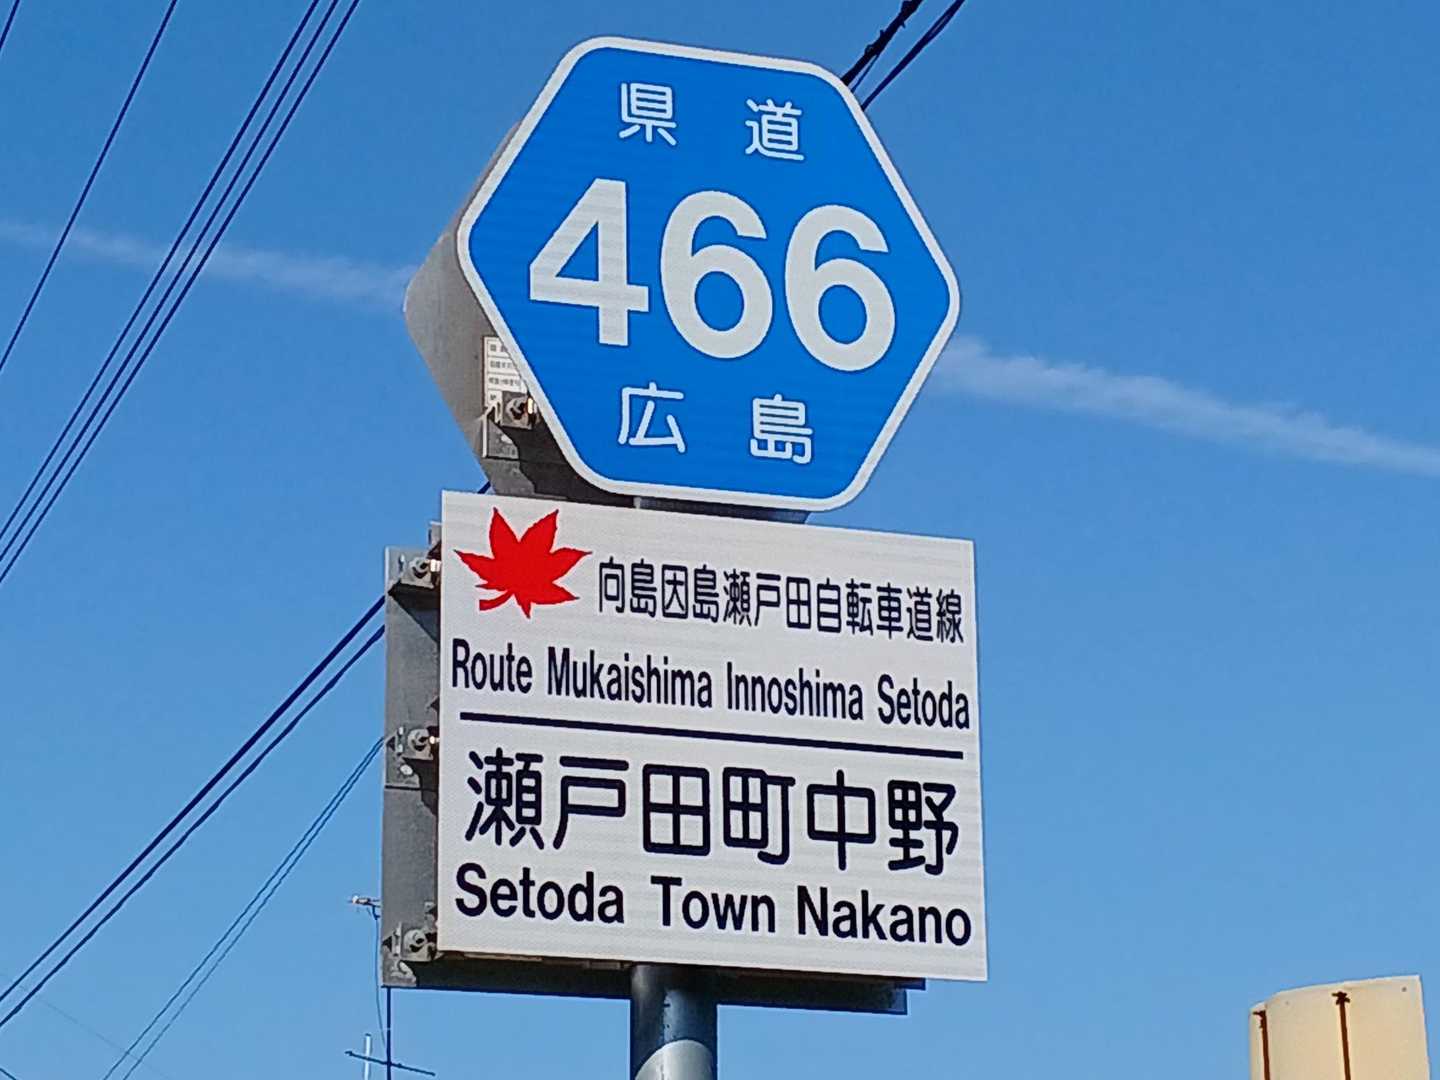 県道
466
広島
向島因島瀬戸田自転車道線
Route Mukaishima Innoshima Setoda
瀬戸田町中野
Setoda Town Nakano